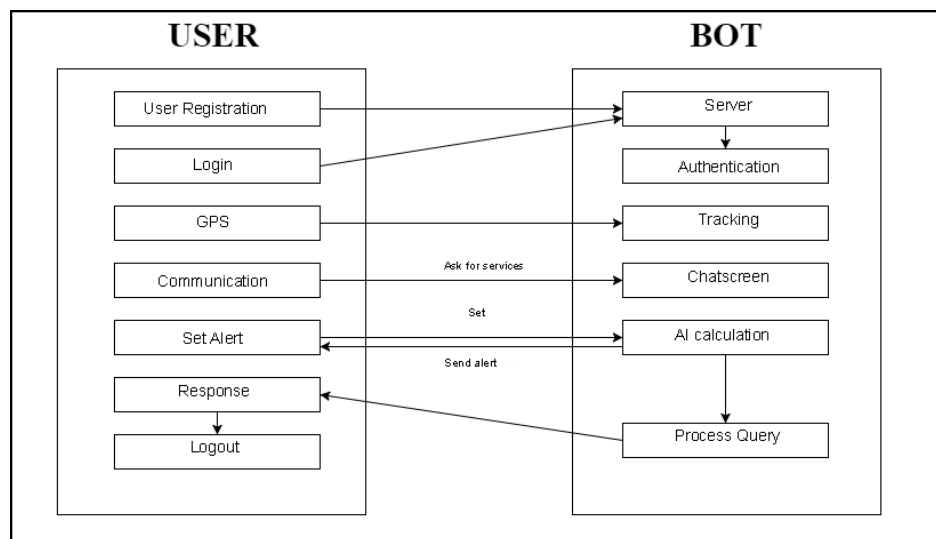 USER
BOT
User Registration
Server
Login
Authentication
GPS
Tracking
Ask for services
Communication
Chatscreen
Set
Set Alert
AI calculation
Send alert
Response
Process Query
Logout